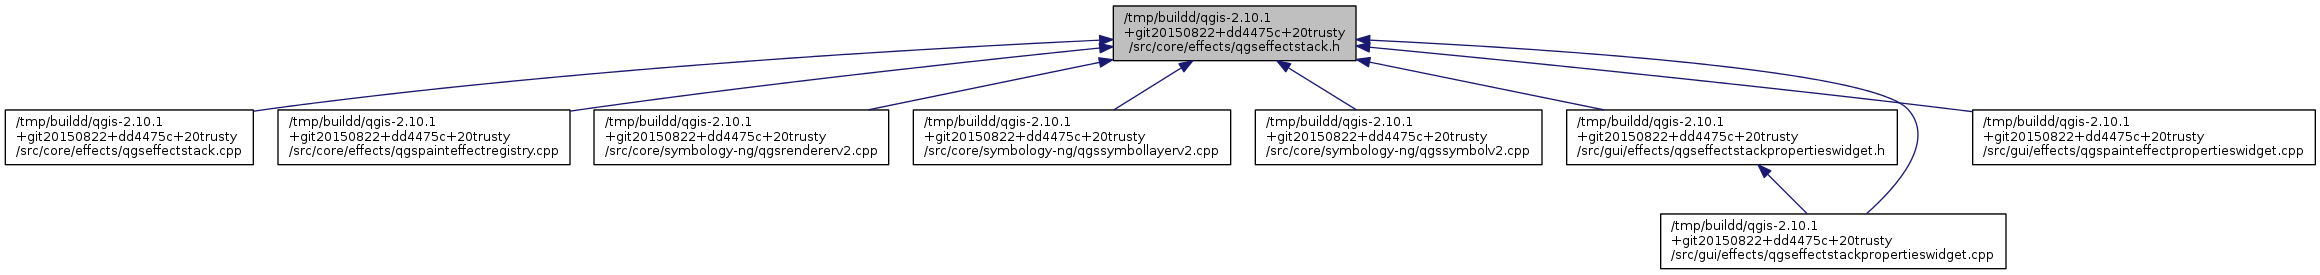 /tmp/buildd/qgis-2.10.1
+git20150822+dd4475c+20trusty
/src/core/effects/qgseffectstack.h
/tmp/buildd/qgis-2.10.1
+git20150822+dd4475c+20trusty
/src/core/effects/qgseffectstack.cpp
/tmp/buildd/qgis-2.10.1
+git20150822+dd4475c+20trusty
/src/core/effects/qgspainteffectregistry.cpp
/tmp/buildd/qgis-2.10.1
+git20150822+dd4475c+20trusty
/src/core/symbology-ng/qgsrendererv2.cpp
/tmp/buildd/qgis-2.10.1
+git20150822+dd4475c+20trusty
/src/core/symbology-ng/qgssymbollayerv2.cpp
/tmp/buildd/qgis-2.10.1
+git20150822+dd4475c+20trusty
/src/core/symbology-ng/qgssymbolv2.cpp
/tmp/buildd/qgis-2.10.1
+git20150822+dd4475c+20trusty
/src/gui/effects/qgseffectstackpropertieswidget.h
/tmp/buildd/qgis-2.10.1
+git20150822+dd4475c+20trusty
/src/gui/effects/qgspainteffectpropertieswidget.cpp
/tmp/buildd/qgis-2.10.1
+git20150822+dd4475c+20trusty
/src/gui/effects/qgseffectstackpropertieswidget.cpp